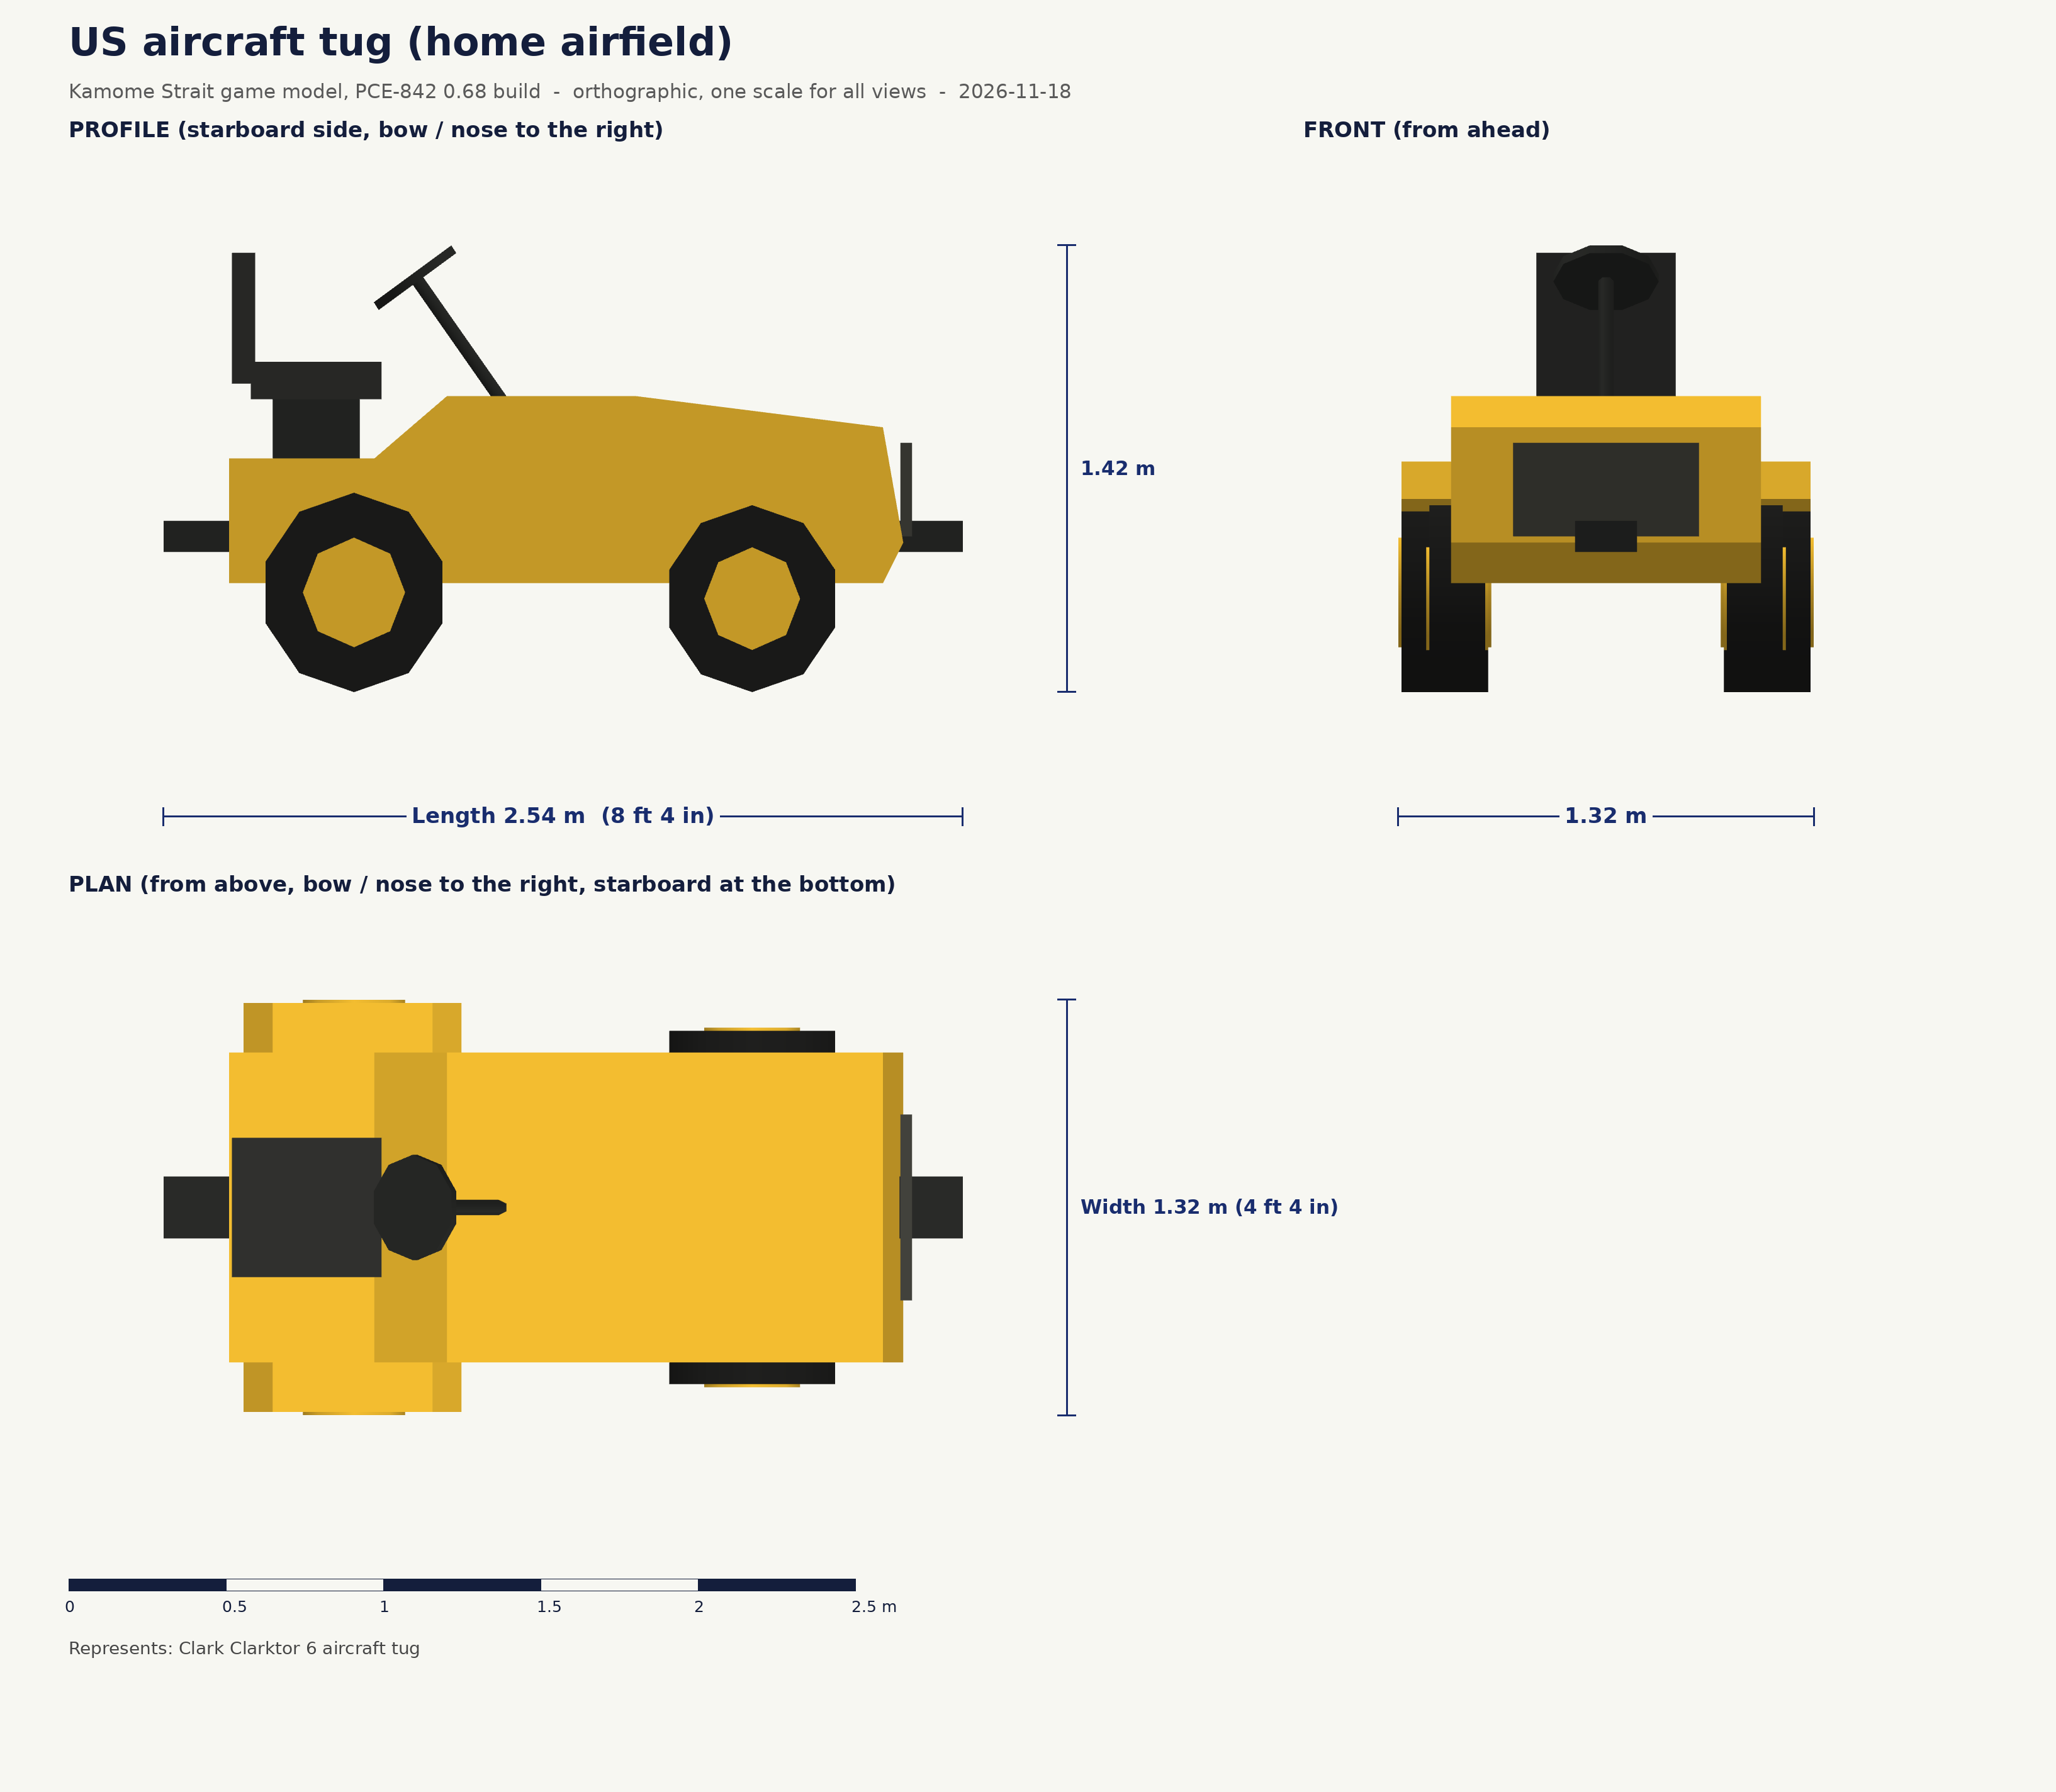 US aircraft tug (home airfield)
Kamome Strait game model, PCE-842 0.68 build - orthographic, one scale for all views - 2026-11-18
PROFILE (starboard side, bow / nose to the right)
FRONT (from ahead)
1.42 m
Length 2.54 m (8 ft 4 in)
1.32 m
PLAN (from above, bow / nose to the right, starboard at the bottom)
Width 1.32 m (4 ft 4 in)
0 0.5 1 1.5 2 2.5 m
Represents: Clark Clarktor 6 aircraft tug